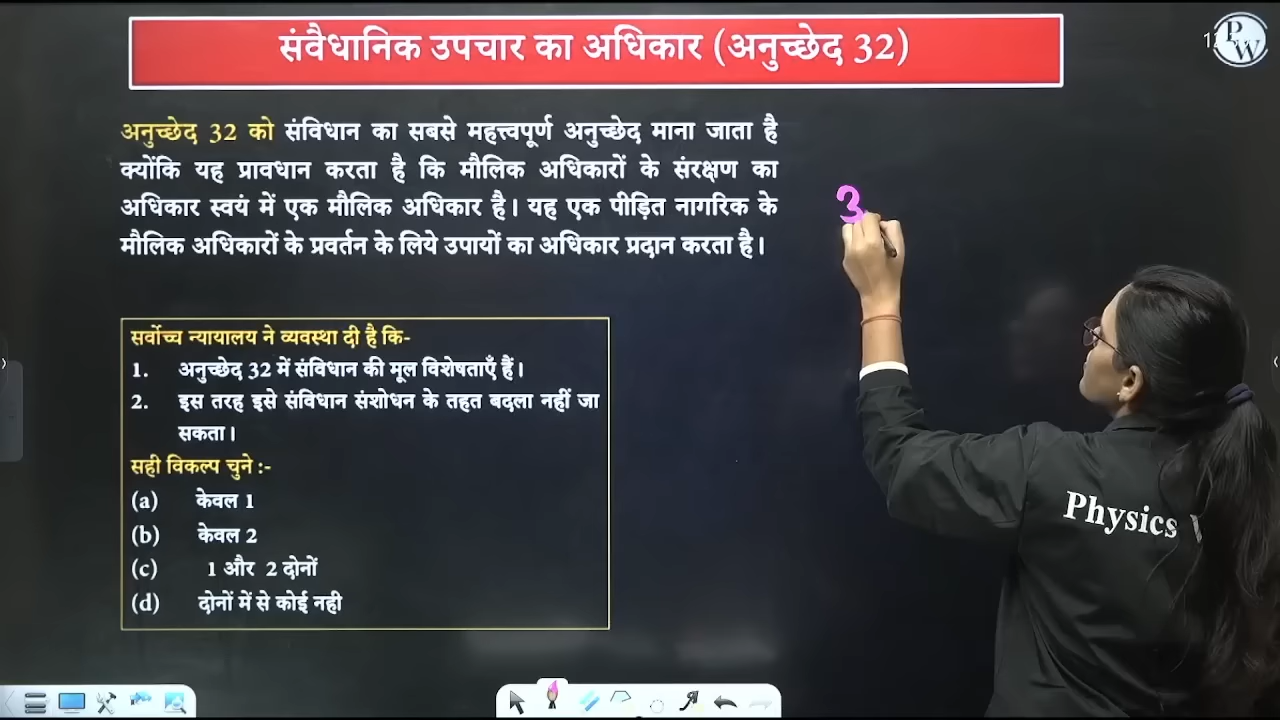 संवैधानिक उपचार का अधिकार (अनुच्छेद 32)
PW
अनुच्छेद 32 को संविधान का सबसे महत्त्वपूर्ण अनुच्छेद माना जाता है
क्योंकि यह प्रावधान करता है कि मौलिक अधिकारों के संरक्षण का
अधिकार स्वयं में एक मौलिक अधिकार है। यह एक पीड़ित नागरिक के
मौलिक अधिकारों के प्रवर्तन के लिये उपायों का अधिकार प्रदान करता है।
3
सर्वोच्च न्यायालय ने व्यवस्था दी है कि-
1. अनुच्छेद 32 में संविधान की मूल विशेषताएँ हैं।
2. इस तरह इसे संविधान संशोधन के तहत बदला नहीं जा
सकता।
सही विकल्प चुने :-
(a) केवल 1
(b) केवल 2
(c) 1 और 2 दोनों
(d) दोनों में से कोई नही
Physics